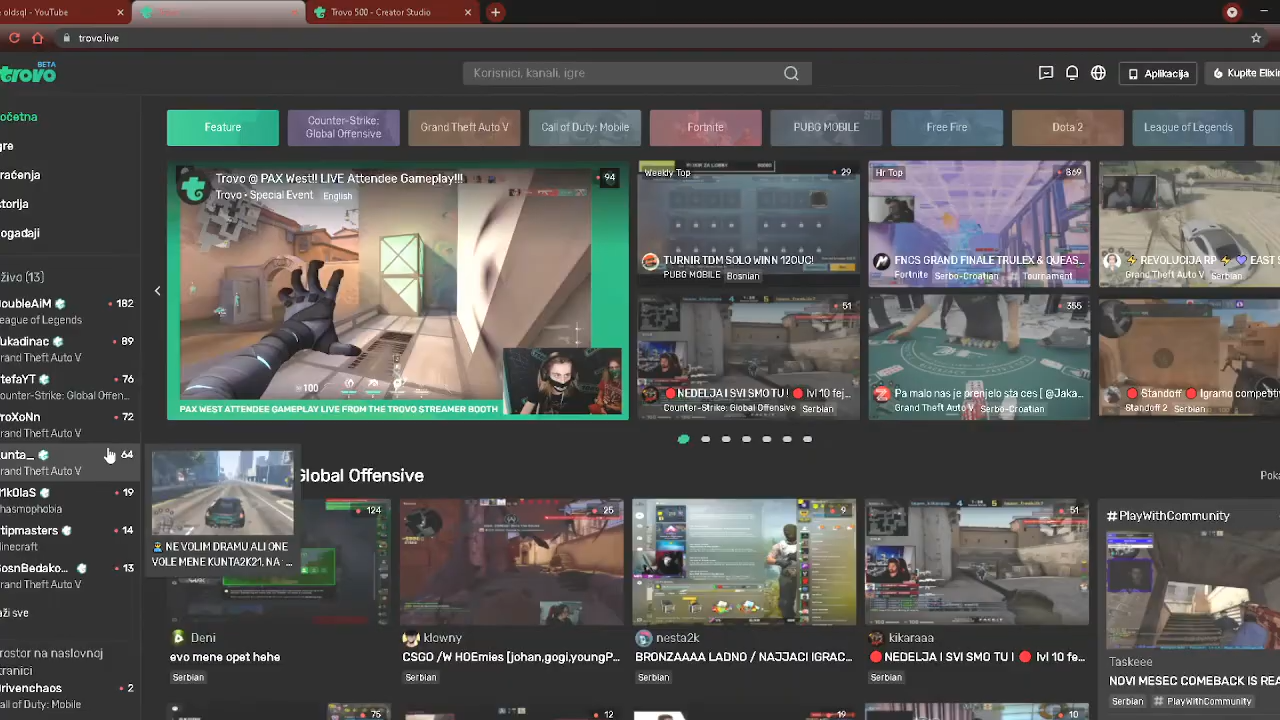 oldsql - YouTube
Trovo 500 - Creator Studio
trovo.live
trovo
BETA
Korisnici, kanali, igre
Aplikacija
Kupite Elixir
Feature
Counter-Strike:
Global Offensive
Grand Theft Auto V
Call of Duty: Mobile
Fortnite
PUBG MOBILE
Free Fire
Dota 2
League of Legends
očetna
gre
radnja
storija
ogađaji
živo (13)
oubleAiM
182
eague of Legends
ukadinac
89
rand Theft Auto V
tefaYT
76
ter-Strike: Global Offen...
roXoNn
72
rand Theft Auto V
unta_
64
rand Theft Auto V
19
hasmophobia
tipmasters
14
inecraft
isenBedako...
13
rand Theft Auto V
aži sve
rostor na naslovnoj
tranici
rivenchaos
2
all of Duty: Mobile
Trovo @ PAX West!! LIVE Attendee Gameplay!!!
94
Trovo • Special Event
English
100
PAX WEST ATTENDEE GAMEPLAY LIVE FROM THE TROVO STREAMER BOOTH
Weekly Top
29
TURNIR TDM SOLO WINN 120UC!
PUBG MOBILE
Bosnian
Hr Top
869
FNCS GRAND FINALE TRULEX & QUEAS...
Fortnite
Serbo-Croatian
Tournament
⚡ REVOLUCIJA RP ⚡ 💜 EAST S
Grand Theft Auto V
Serbian
51
🔴NEDELJA I SVI SMO TU ! 🔴 lvl 10 fej...
Counter-Strike: Global Offensive
Serbian
355
Pa malo nas je prenjelo sta ces [ @Jaka...
Grand Theft Auto V
Serbo-Croatian
🔴Standoff 🔴 Igramo competiti
Standoff 2
Serbian
Global Offensive
Poka
NE VOLIM DRAMU ALI ONE
VOLE MENE KUNTA2K21, NA ...
124
Deni
evo mene opet hehe
Serbian
25
klowny
CSGO /W HOEmies [johan,pigi,youngP...
Serbian
9
nesta2k
BRONZAAAA LADNO / NAJJACI IGRAC...
Serbian
51
kikaraaa
🔴NEDELJA I SVI SMO TU ! 🔴 lvl 10 fe...
Serbian
#PlayWithCommunity
Taskeee
NOVI MESEC COMEBACK IS REA
Serbian
# PlayWithCommunity
75
12
19
10